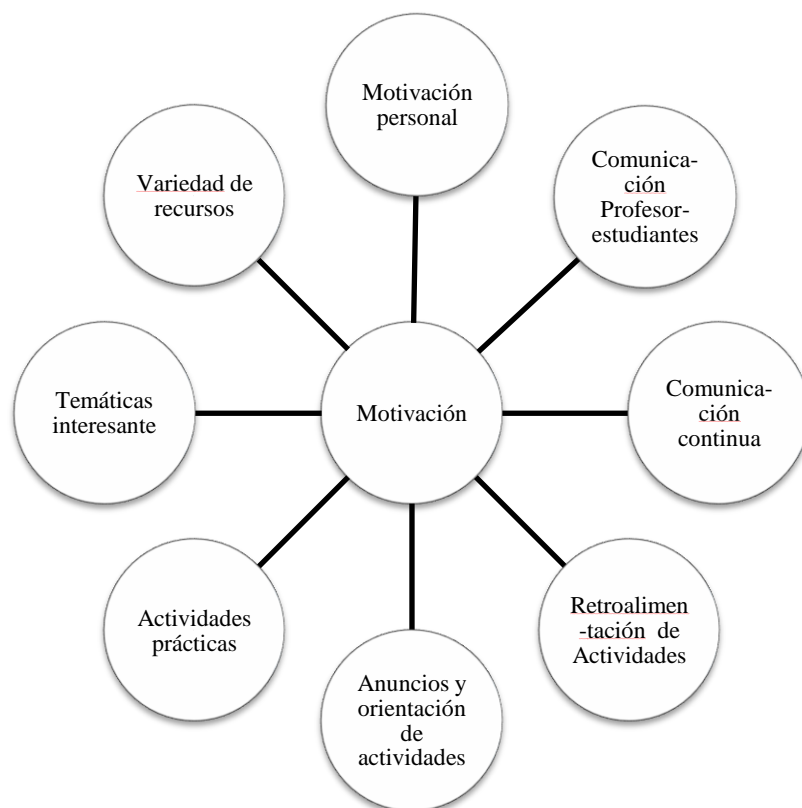 Motivación
personal
Comunica-
ción
Profesor-
estudiantes
Comunica-
ción
continua
Retroalimen
-tación de
Actividades
Anuncios y
orientación
de
actividades
Actividades
prácticas
Temáticas
interesante
Variedad de
recursos
Motivación